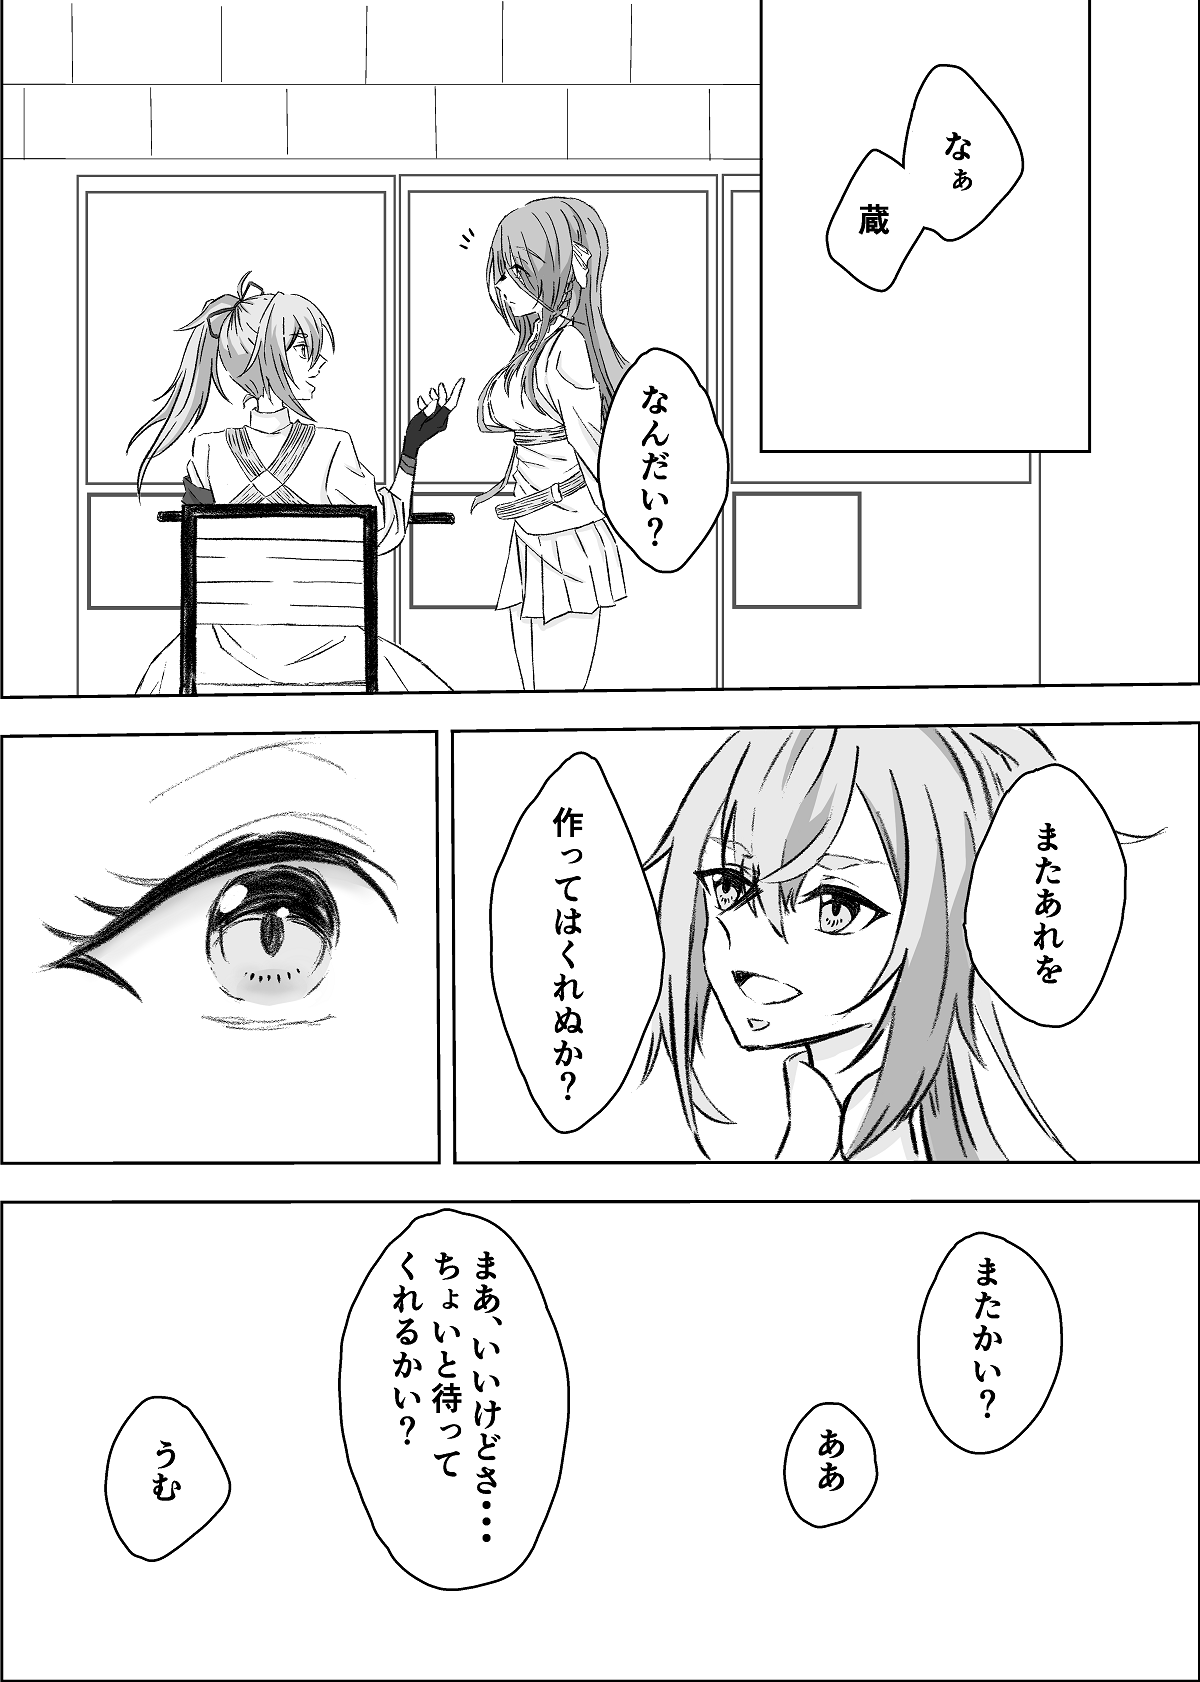 なぁ
蔵
なんだい？
またあれを
作ってはくれぬか？
またかい？
ああ
まあ、いいけどさ・・・
ちょいと待って
くれるかい？
うむ